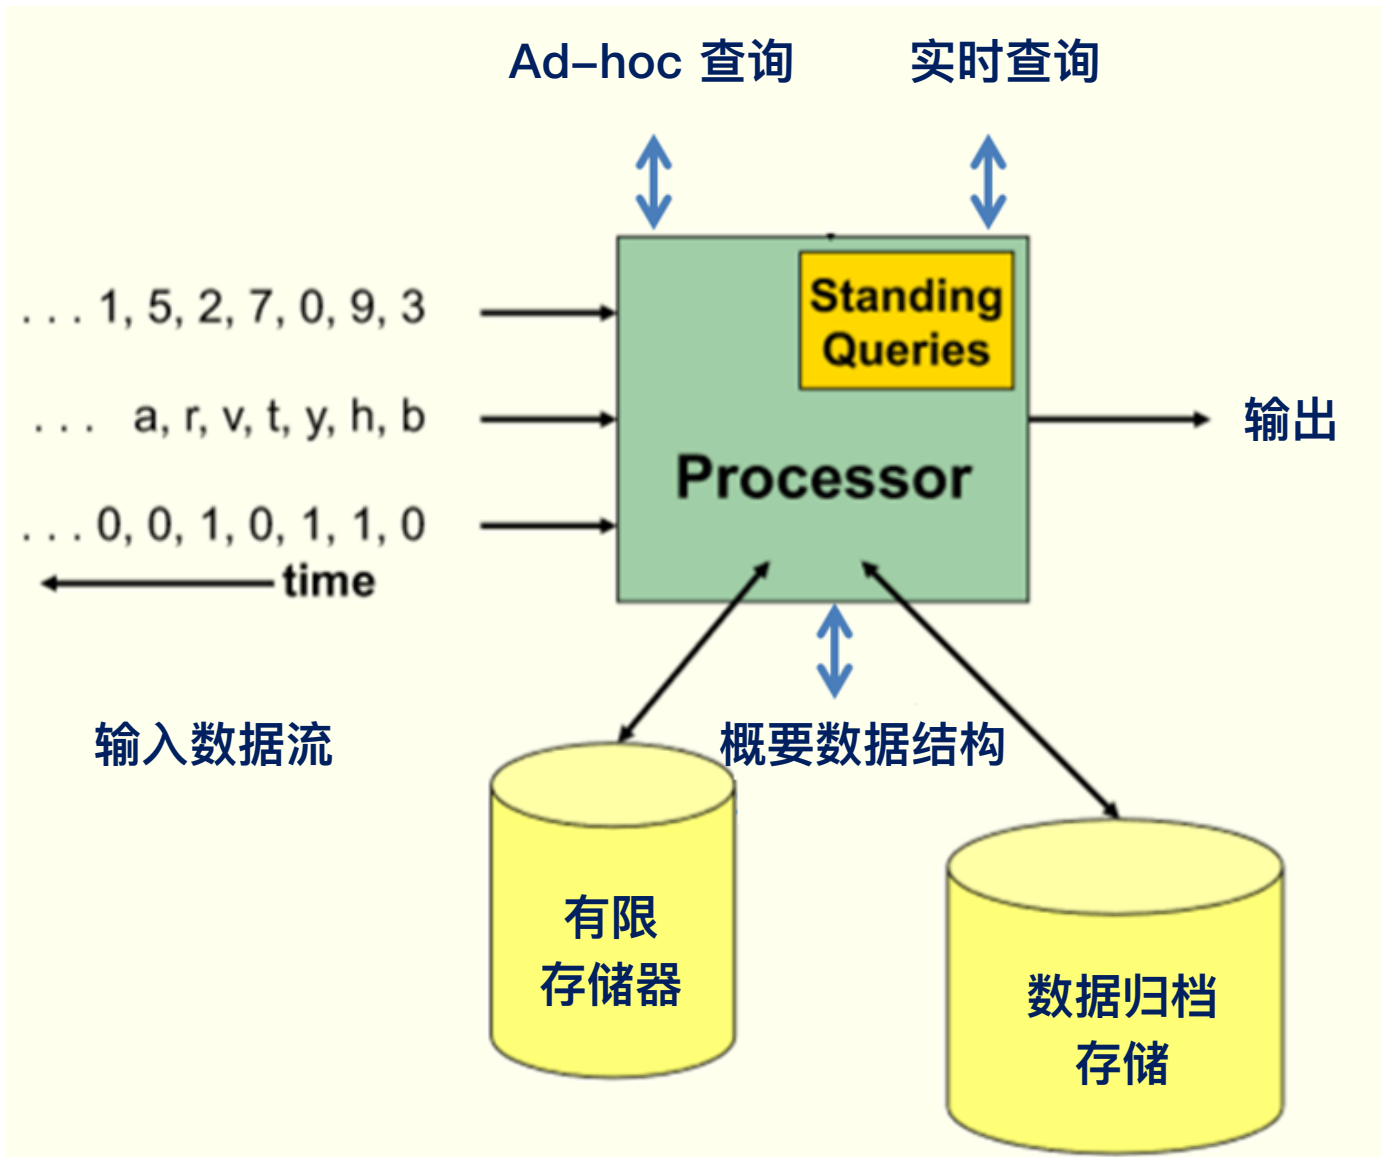 Ad-hoc 查询
实时查询
Standing
Queries
. . . 1, 5, 2, 7, 0, 9, 3
. . . a, r, v, t, y, h, b
输出
Processor
. . . 0, 0, 1, 0, 1, 1, 0
time
输入数据流
概要数据结构
有限
存储器
数据归档
存储